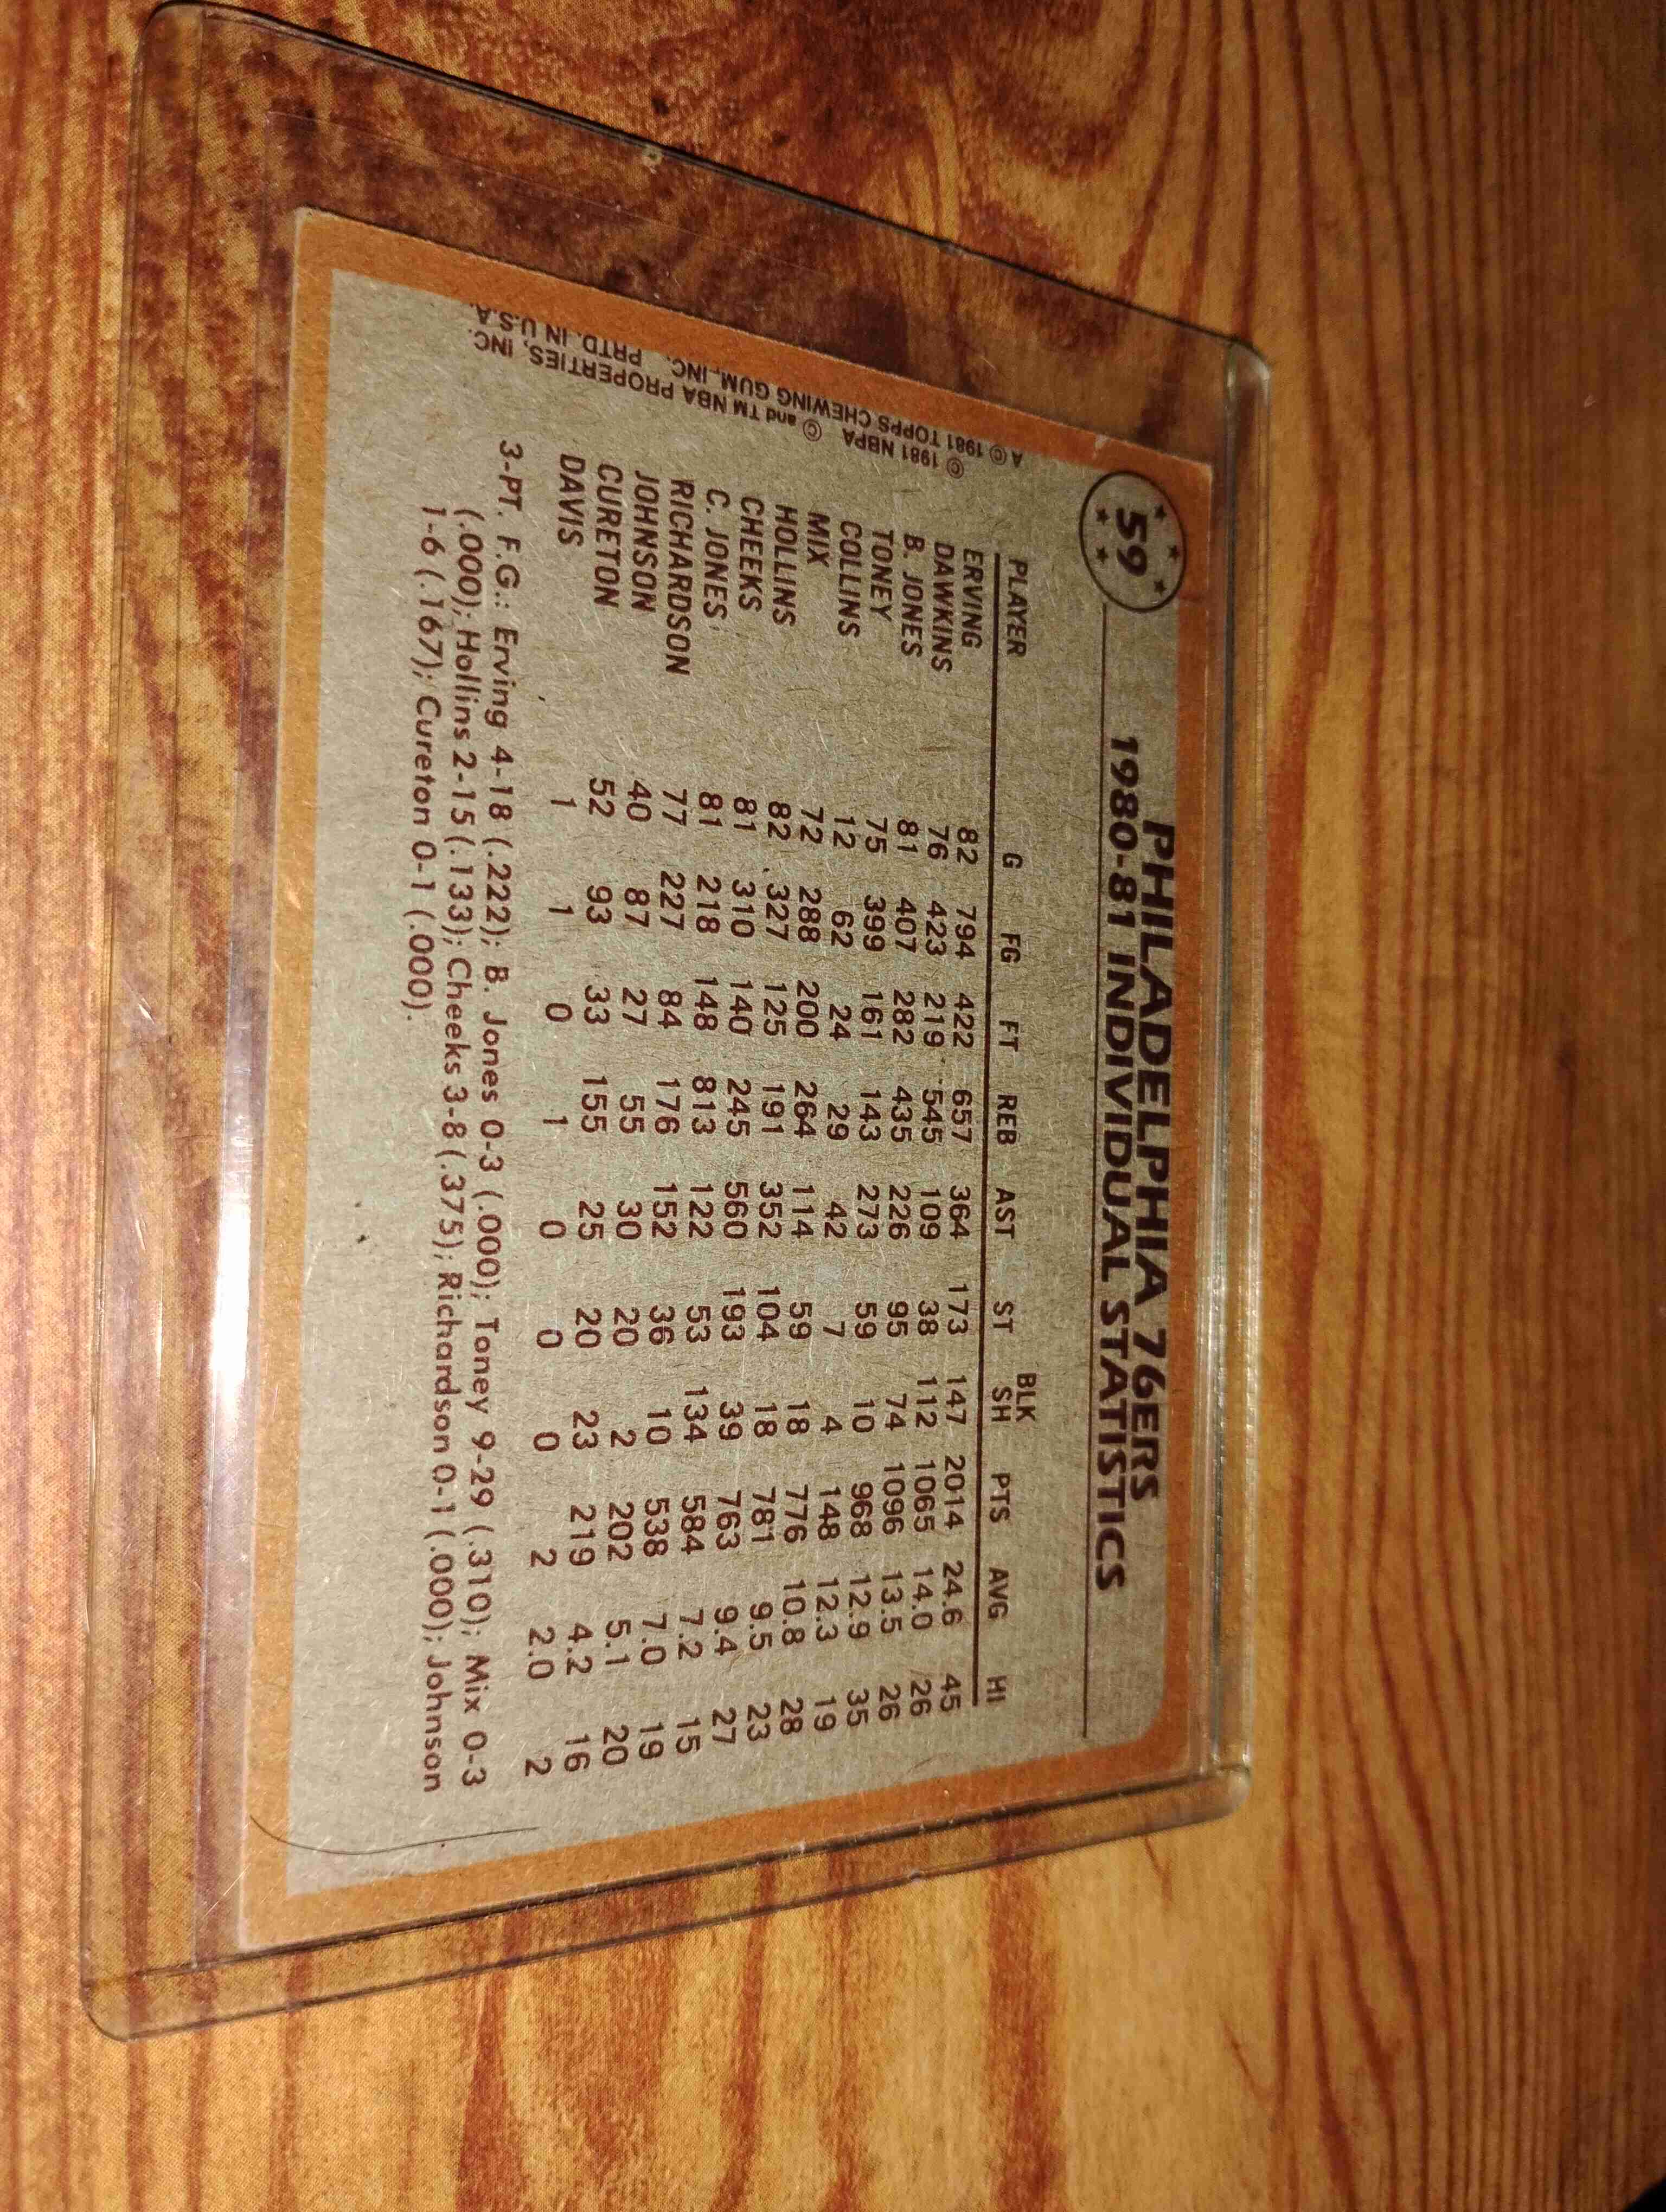 59
PHILADELPHIA 76ERS
1980-81 INDIVIDUAL STATISTICS
PLAYER G FG FT REB AST ST BLK SH PTS AVG HI
ERVING 82 794 422 657 364 173 147 2014 24.6 45
DAWKINS 76 423 219 545 109 38 112 1065 14.0 26
B. JONES 81 407 282 435 226 95 74 1096 13.5 26
TONEY 75 399 161 143 273 59 10 968 12.9 35
COLLINS 12 62 24 29 42 7 4 148 12.3 19
MIX 72 288 200 264 114 59 18 776 10.8 28
HOLLINS 82 327 125 191 352 104 18 781 9.5 23
CHEEKS 81 310 140 245 560 193 39 763 9.4 27
C. JONES 81 218 148 813 122 53 134 584 7.2 15
RICHARDSON 77 227 84 176 152 36 10 538 7.0 19
JOHNSON 40 87 27 55 30 20 2 202 5.1 20
CURETON 52 93 33 155 25 20 23 219 4.2 16
DAVIS 1 1 0 1 0 0 0 2 2.0 2
3-PT. F.G.: Erving 4-18 (.222); B. Jones 0-3 (.000); Toney 9-29 (.310); Mix 0-3
(.000); Hollins 2-15 (.133); Cheeks 3-8 (.375); Richardson 0-1 (.000); Johnson
1-6 (.167); Cureton 0-1 (.000).
A © 1981 TOPPS CHEWING GUM, INC. PRTD. IN U.S.A.
© 1981 NBPA © and TM NBA PROPERTIES, INC.